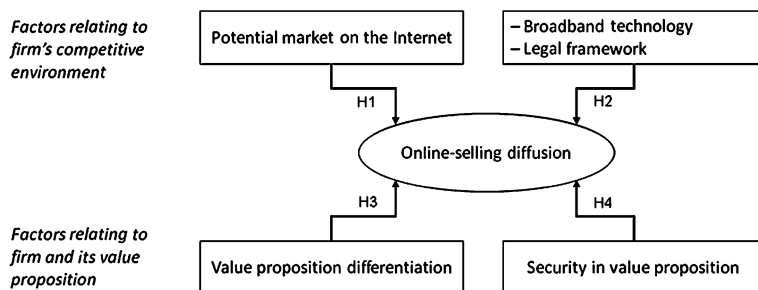 Factors relating to
firm's competitive
environment
Potential market on the Internet
– Broadband technology
– Legal framework
H1
H2
Online-selling diffusion
H3
H4
Factors relating to
firm and its value
proposition
Value proposition differentiation
Security in value proposition